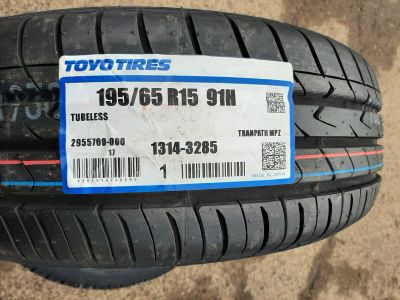 TOYO TIRES
195/65 R15 91H
TUBELESS
TRANPATH MPZ
2955700-060
17
1314-3285
1
MADE IN JAPAN